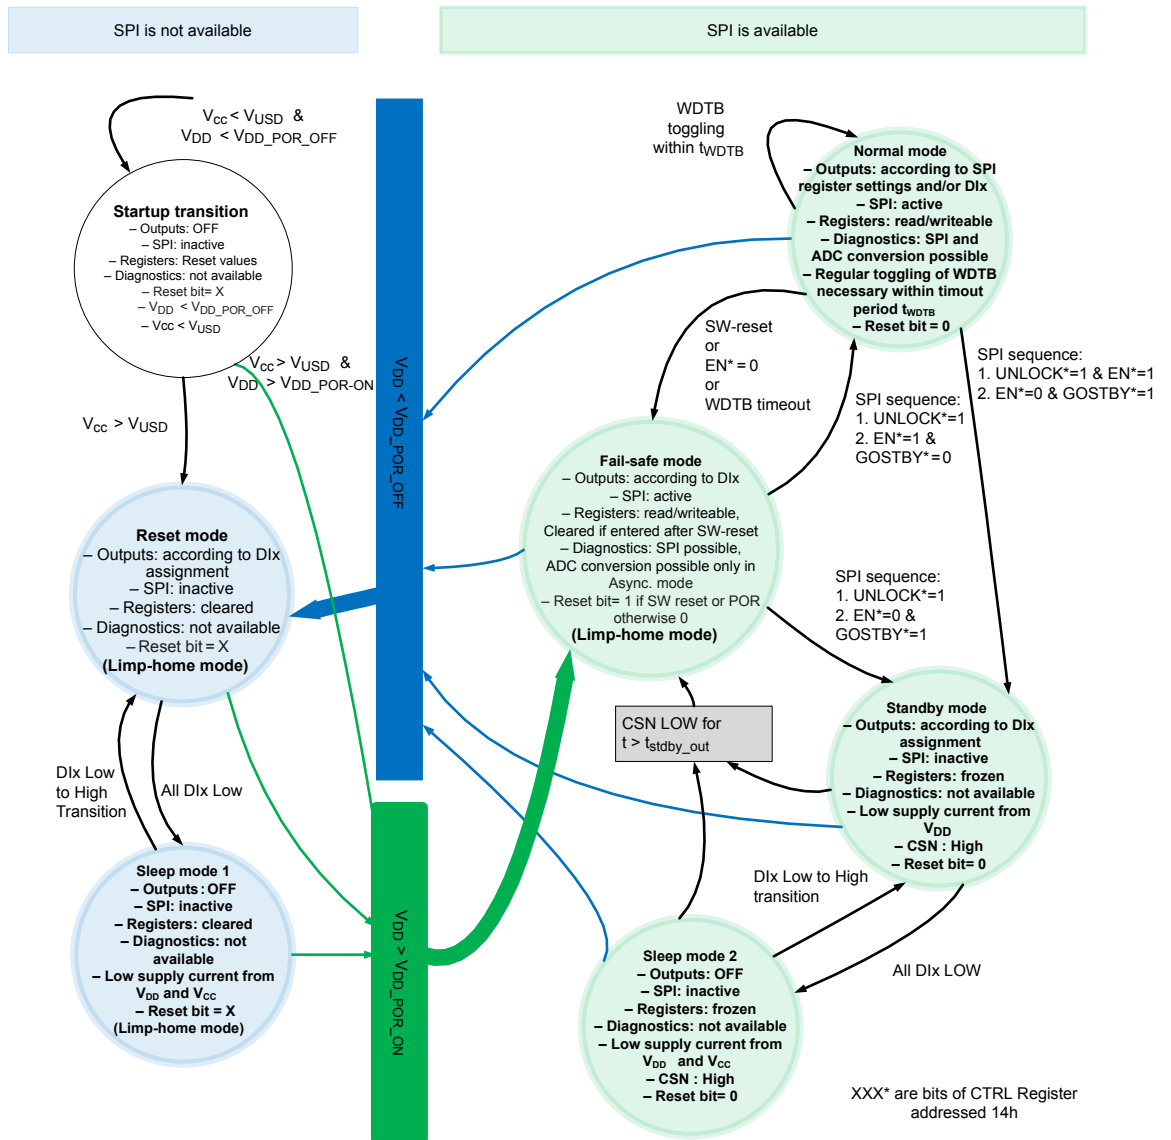 SPI is not available
SPI is available
Vcc < VUSD &
VDD < VDD_POR_OFF
Startup transition
– Outputs: OFF
– SPI: inactive
– Registers: Reset values
– Diagnostics: not available
– Reset bit= X
– VDD < VDD_POR_OFF
– Vcc < VUSD
Vcc > VUSD &
VDD > VDD_POR-ON
Vcc > VUSD
Reset mode
– Outputs: according to DIx
assignment
– SPI: inactive
– Registers: cleared
– Diagnostics: not available
– Reset bit = X
(Limp-home mode)
DIx Low
to High
Transition
All DIx Low
Sleep mode 1
– Outputs : OFF
– SPI: inactive
– Registers: cleared
– Diagnostics: not
available
– Low supply current from
VDD and VCC
– Reset bit = X
(Limp-home mode)
VDD < VDD_POR_OFF
VDD > VDD_POR_ON
WDTB
toggling
within tWDTB
Normal mode
– Outputs: according to SPI
register settings and/or DIx
– SPI: active
– Registers: read/writeable
– Diagnostics: SPI and
ADC conversion possible
– Regular toggling of WDTB
necessary within timout
period tWDTB
– Reset bit = 0
SW-reset
or
EN* = 0
or
WDTB timeout
SPI sequence:
1. UNLOCK*=1
2. EN*=1 &
GOSTBY* = 0
SPI sequence:
1. UNLOCK*=1 & EN*=1
2. EN*=0 & GOSTBY*=1
Fail-safe mode
– Outputs: according to DIx
– SPI: active
– Registers: read/writeable,
Cleared if entered after SW-reset
– Diagnostics: SPI possible,
ADC conversion possible only in
Async. mode
– Reset bit= 1 if SW reset or POR
otherwise 0
(Limp-home mode)
SPI sequence:
1. UNLOCK*=1
2. EN*=0 &
GOSTBY*=1
CSN LOW for
t > tstdby_out
Standby mode
– Outputs: according to DIx
assignment
– SPI: inactive
– Registers: frozen
– Diagnostics: not available
– Low supply current from
VDD
– CSN : High
– Reset bit= 0
DIx Low to High
transition
All DIx LOW
Sleep mode 2
– Outputs: OFF
– SPI: inactive
– Registers: frozen
– Diagnostics: not available
– Low supply current from
VDD and VCC
– CSN : High
– Reset bit= 0
XXX* are bits of CTRL Register
addressed 14h